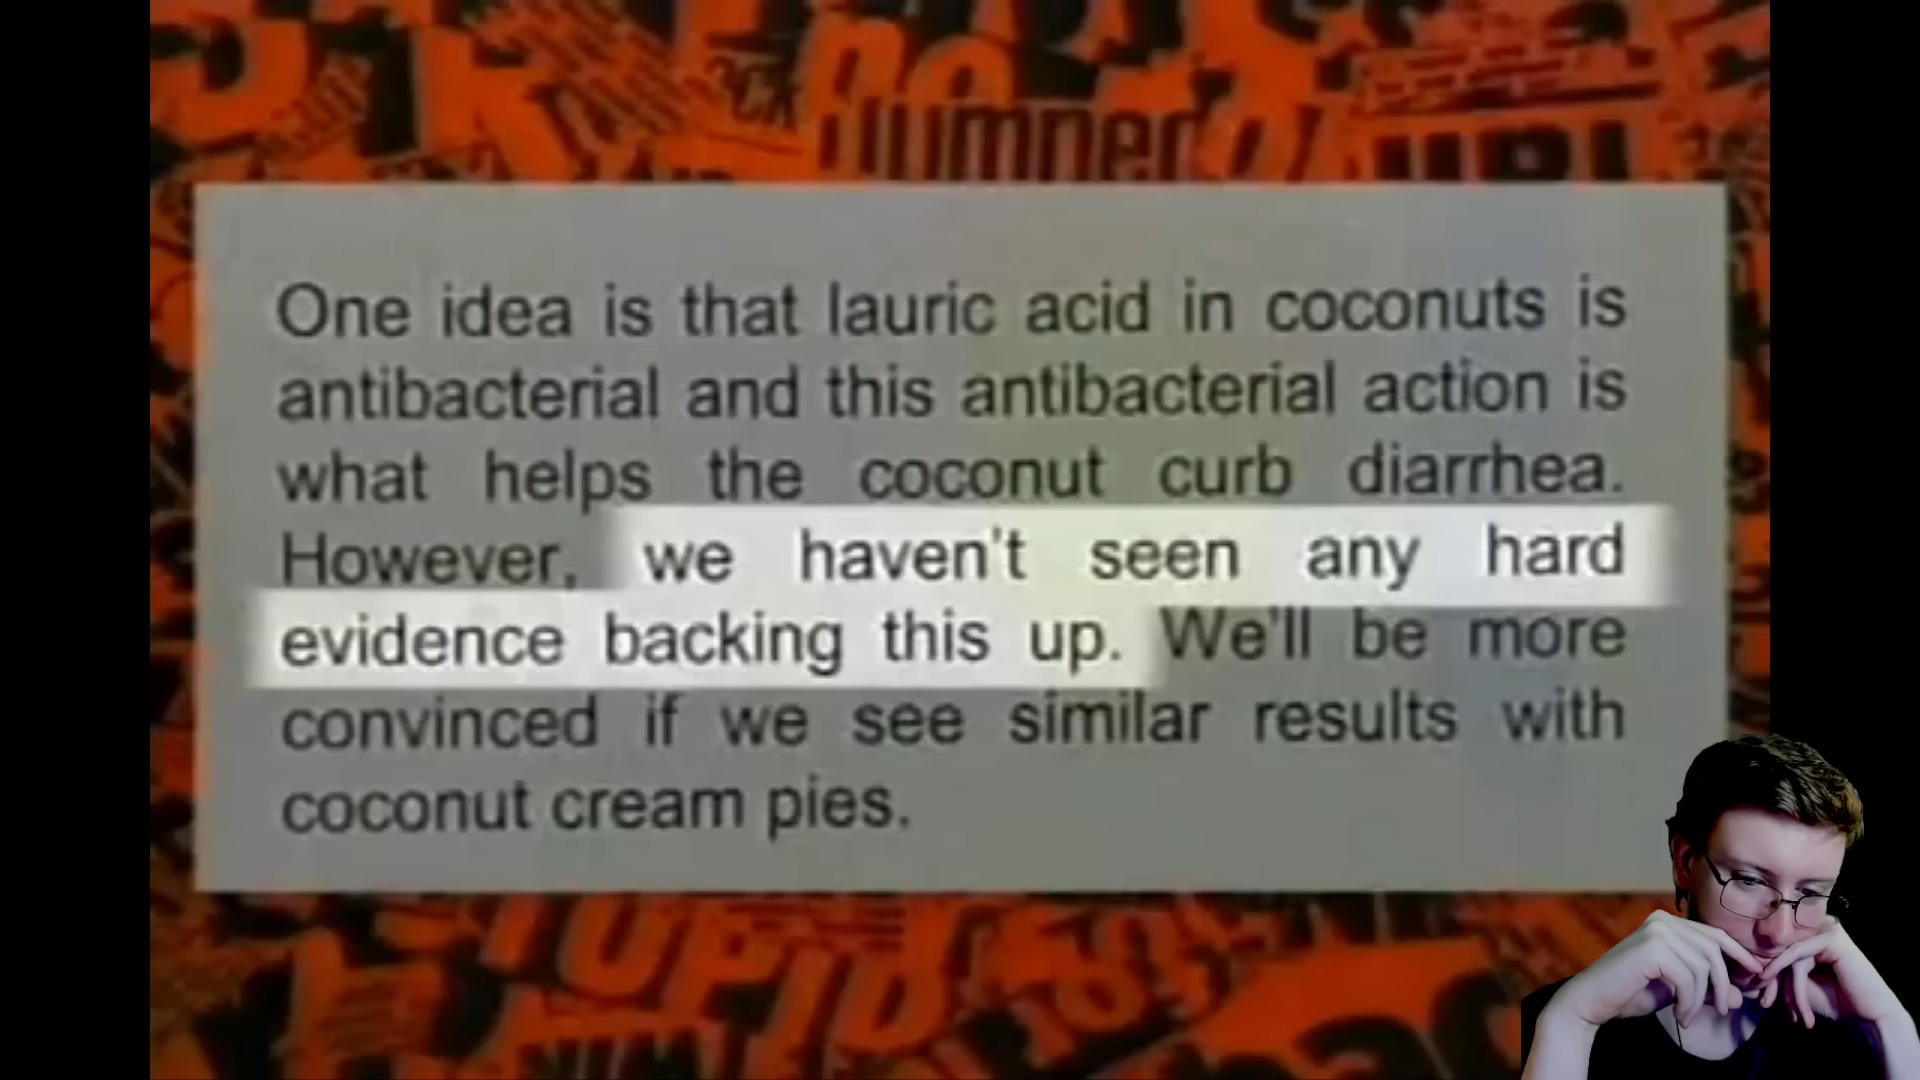 Jumper
One idea is that lauric acid in coconuts is
antibacterial and this antibacterial action is
what helps the coconut curb diarrhea.
However, we haven't seen any hard
evidence backing this up. We'll be more
convinced if we see similar results with
coconut cream pies.
TUPID